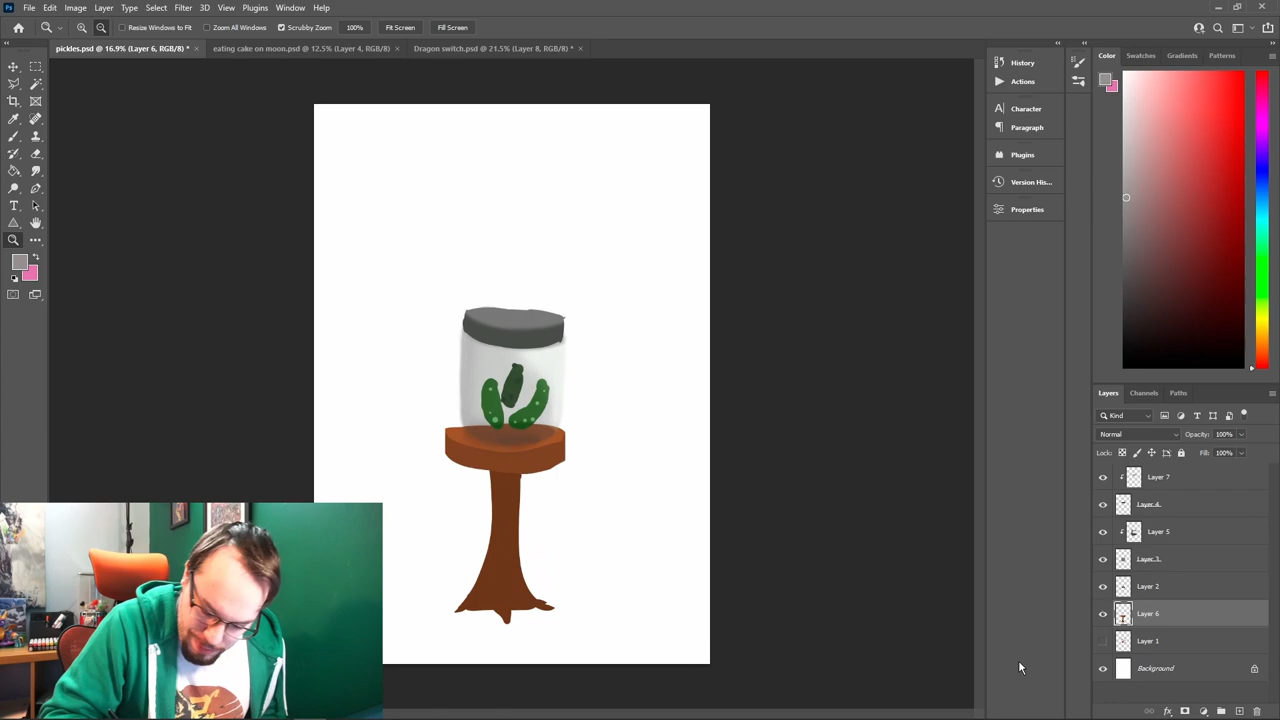 Ps File Edit Image Layer Type Select Filter 3D View Plugins Window Help
Resize Windows to Fit Zoom All Windows Scrubby Zoom 100% Fit Screen Fill Screen
pickles.psd @ 16.9% (Layer 6, RGB/8) * × eating cake on moon.psd @ 12.5% (Layer 4, RGB/8) × Dragon switch.psd @ 21.5% (Layer 8, RGB/8) * ×
History
Actions
Character
Paragraph
Plugins
Version His...
Properties
Color Swatches Gradients Patterns
Layers Channels Paths
Kind
Normal Opacity: 100%
Lock: Fill: 100%
Layer 7
Layer 4
Layer 5
Layer 3
Layer 2
Layer 6
Layer 1
Background